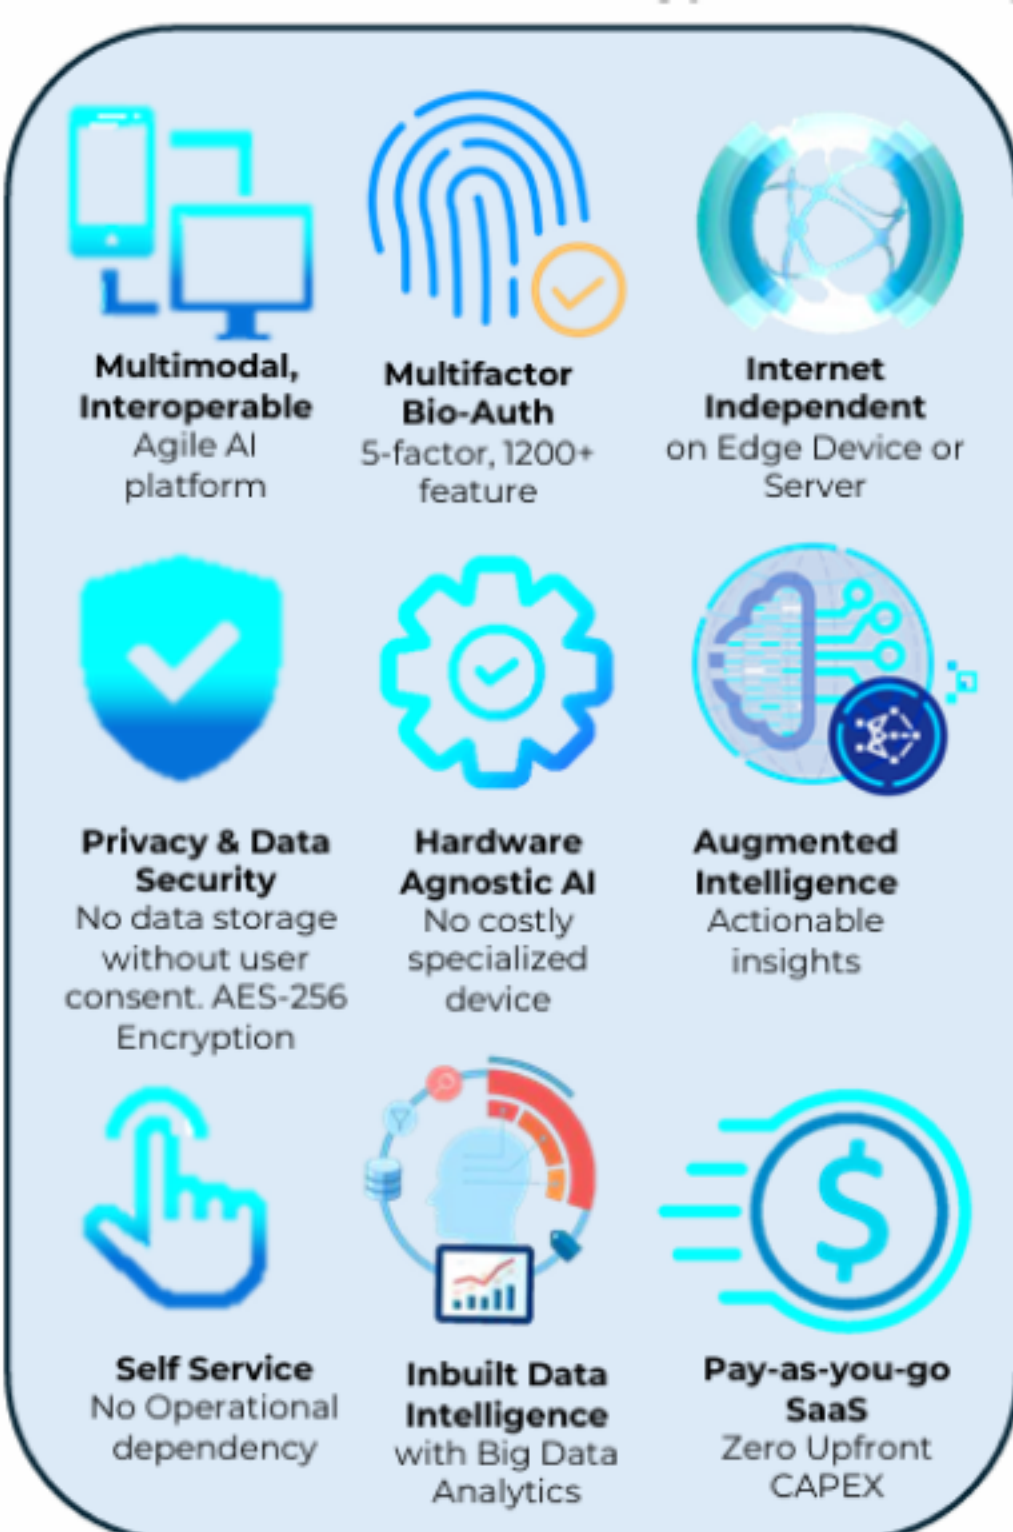 Multimodal,
Interoperable
Agile AI
platform
Multifactor
Bio-Auth
5-factor, 1200+
feature
Internet
Independent
on Edge Device or
Server
Privacy & Data
Security
No data storage
without user
consent. AES-256
Encryption
Hardware
Agnostic AI
No costly
specialized
device
Augmented
Intelligence
Actionable
insights
Self Service
No Operational
dependency
Inbuilt Data
Intelligence
with Big Data
Analytics
Pay-as-you-go
SaaS
Zero Upfront
CAPEX